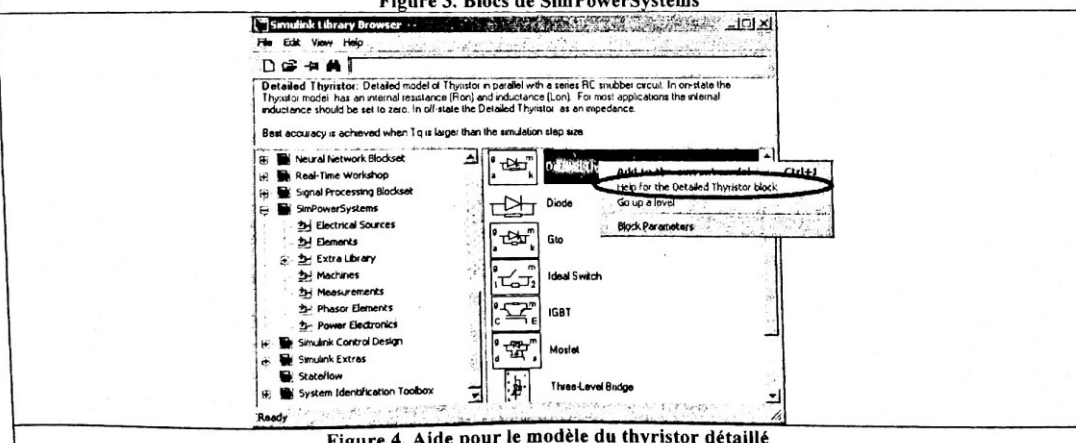 Figure 3. Blocs de SimPowerSystems
Simulink Library Browser
File Edit View Help
Detailed Thyristor: Detailed model of Thyristor in parallel with a series RC snubber circuit. In on-state the
Thyristor model has an internal resistance (Ron) and inductance (Lon). For most applications the internal
inductance should be set to zero. In off-state the Detailed Thyristor as an impedance.
Best accuracy is achieved when Tq is larger than the simulation step size.
Neural Network Blockset
Real-Time Workshop
Signal Processing Blockset
SimPowerSystems
Electrical Sources
Elements
Extra Library
Machines
Measurements
Phasor Elements
Power Electronics
Simulink Control Design
Simulink Extras
Stateflow
System Identification Toolbox
g m
a k
Add to the current model Ctrl+I
Help for the Detailed Thyristor block
Go up a level
Block Parameters
Diode
g m
a k
Gto
g m
1 2
Ideal Switch
g m
C E
IGBT
g m
d s
Mosfet
Three-Level Bridge
Ready
Figure 4. Aide pour le modèle du thyristor détaillé